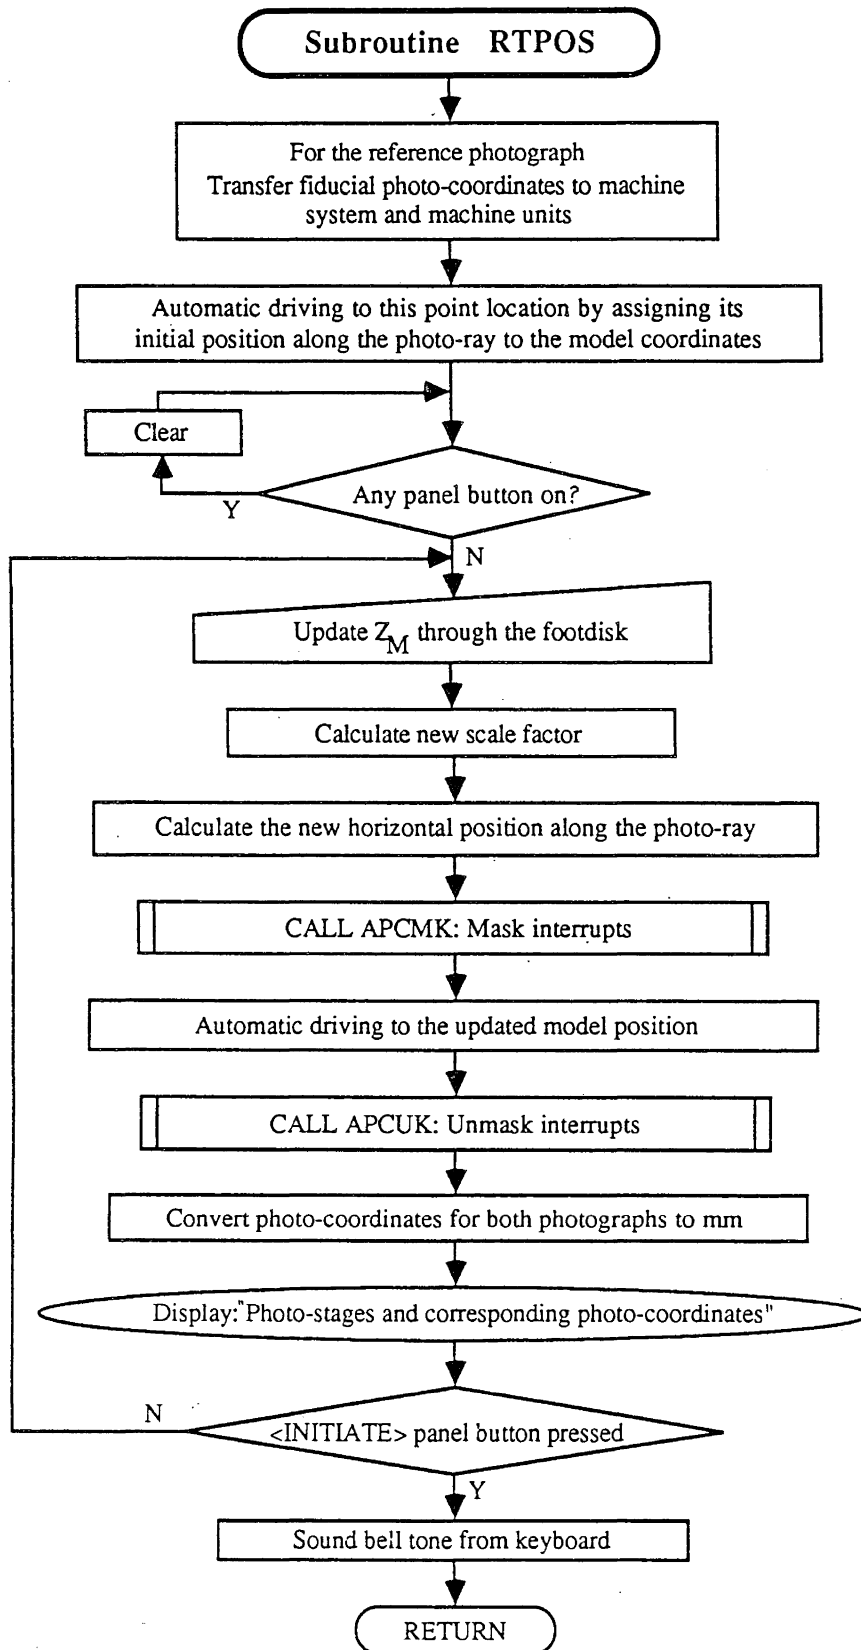 Subroutine RTPOS
For the reference photograph
Transfer fiducial photo-coordinates to machine
system and machine units
Automatic driving to this point location by assigning its
initial position along the photo-ray to the model coordinates
Clear
Any panel button on?
Y
N
Update Z_M through the footdisk
Calculate new scale factor
Calculate the new horizontal position along the photo-ray
CALL APCMK: Mask interrupts
Automatic driving to the updated model position
CALL APCUK: Unmask interrupts
Convert photo-coordinates for both photographs to mm
Display:"Photo-stages and corresponding photo-coordinates"
N
<INITIATE> panel button pressed
Y
Sound bell tone from keyboard
RETURN